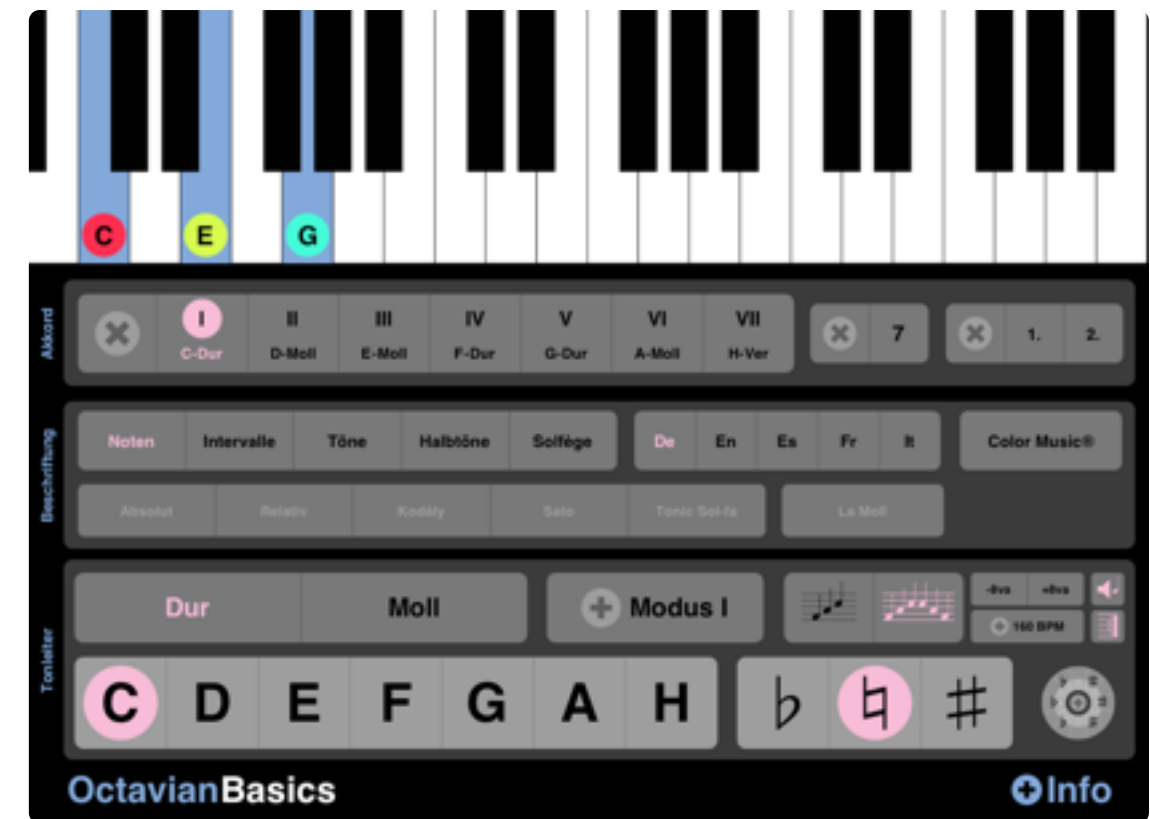 C E G
Akkord
I II III IV V VI VII
C-Dur D-Moll E-Moll F-Dur G-Dur A-Moll H-Ver
7 1. 2.
Beschriftung
Noten Intervalle Töne Halbtöne Solfège De En Es Fr It Color Music®
Absolut Relativ Kodály Sato Tonic Sol-fa La Moll
Tonleiter
Dur Moll Modus I -8va +8va
160 BPM
C D E F G A H ♭ ♮ ♯
OctavianBasics Info